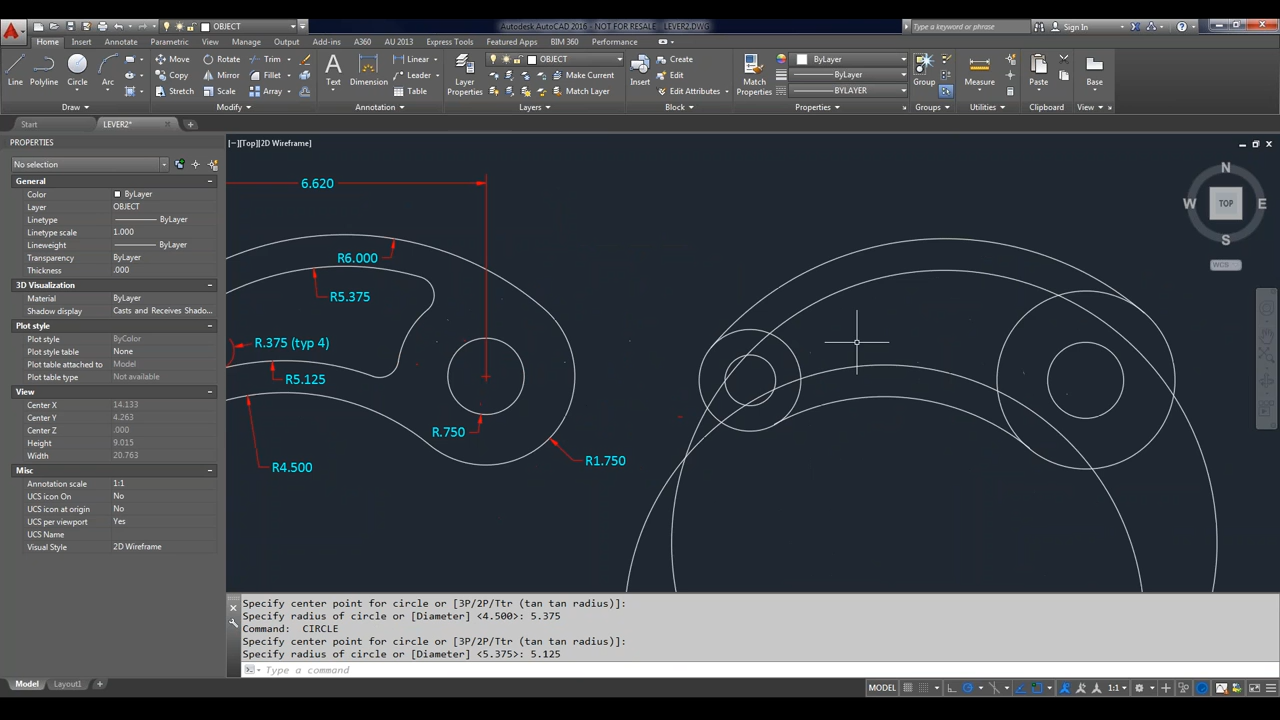 OBJECT
Autodesk AutoCAD 2016 - NOT FOR RESALE LEVER2.DWG
Type a keyword or phrase
Sign In
Home Insert Annotate Parametric View Manage Output Add-ins A360 AU 2013 Express Tools Featured Apps BIM 360 Performance
Line Polyline Circle Arc
Move Rotate Trim
Copy Mirror Fillet
Stretch Scale Array
Text Dimension
Linear
Leader
Table
Layer Properties
OBJECT
Make Current
Match Layer
Insert
Create
Edit
Edit Attributes
Match Properties
ByLayer
ByLayer
BYLAYER
Group
Measure
Paste
Base
Draw Modify Annotation Layers Block Properties Groups Utilities Clipboard View
Start LEVER2*
PROPERTIES
No selection
General
Color ByLayer
Layer OBJECT
Linetype ByLayer
Linetype scale 1.000
Lineweight ByLayer
Transparency ByLayer
Thickness .000
3D Visualization
Material ByLayer
Shadow display Casts and Receives Shado...
Plot style
Plot style ByColor
Plot style table None
Plot table attached to Model
Plot table type Not available
View
Center X 14.133
Center Y 4.263
Center Z .000
Height 9.015
Width 20.763
Misc
Annotation scale 1:1
UCS icon On No
UCS icon at origin No
UCS per viewport Yes
UCS Name
Visual Style 2D Wireframe
[−][Top][2D Wireframe]
6.620
R6.000
R5.375
R.375 (typ 4)
R5.125
R.750
R4.500
R1.750
N
W TOP E
S
WCS
Specify center point for circle or [3P/2P/Ttr (tan tan radius)]:
Specify radius of circle or [Diameter] <4.500>: 5.375
Command: CIRCLE
Specify center point for circle or [3P/2P/Ttr (tan tan radius)]:
Specify radius of circle or [Diameter] <5.375>: 5.125
Type a command
Model Layout1 +
MODEL 1:1